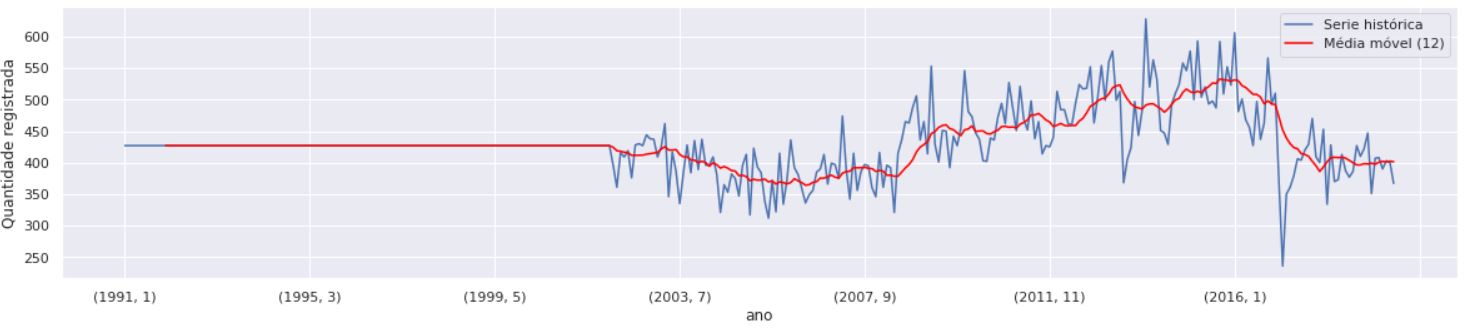 Serie histórica
Média móvel (12)
Quantidade registrada
600
550
500
450
400
350
300
250
(1991, 1) (1995, 3) (1999, 5) (2003, 7) (2007, 9) (2011, 11) (2016, 1)
ano